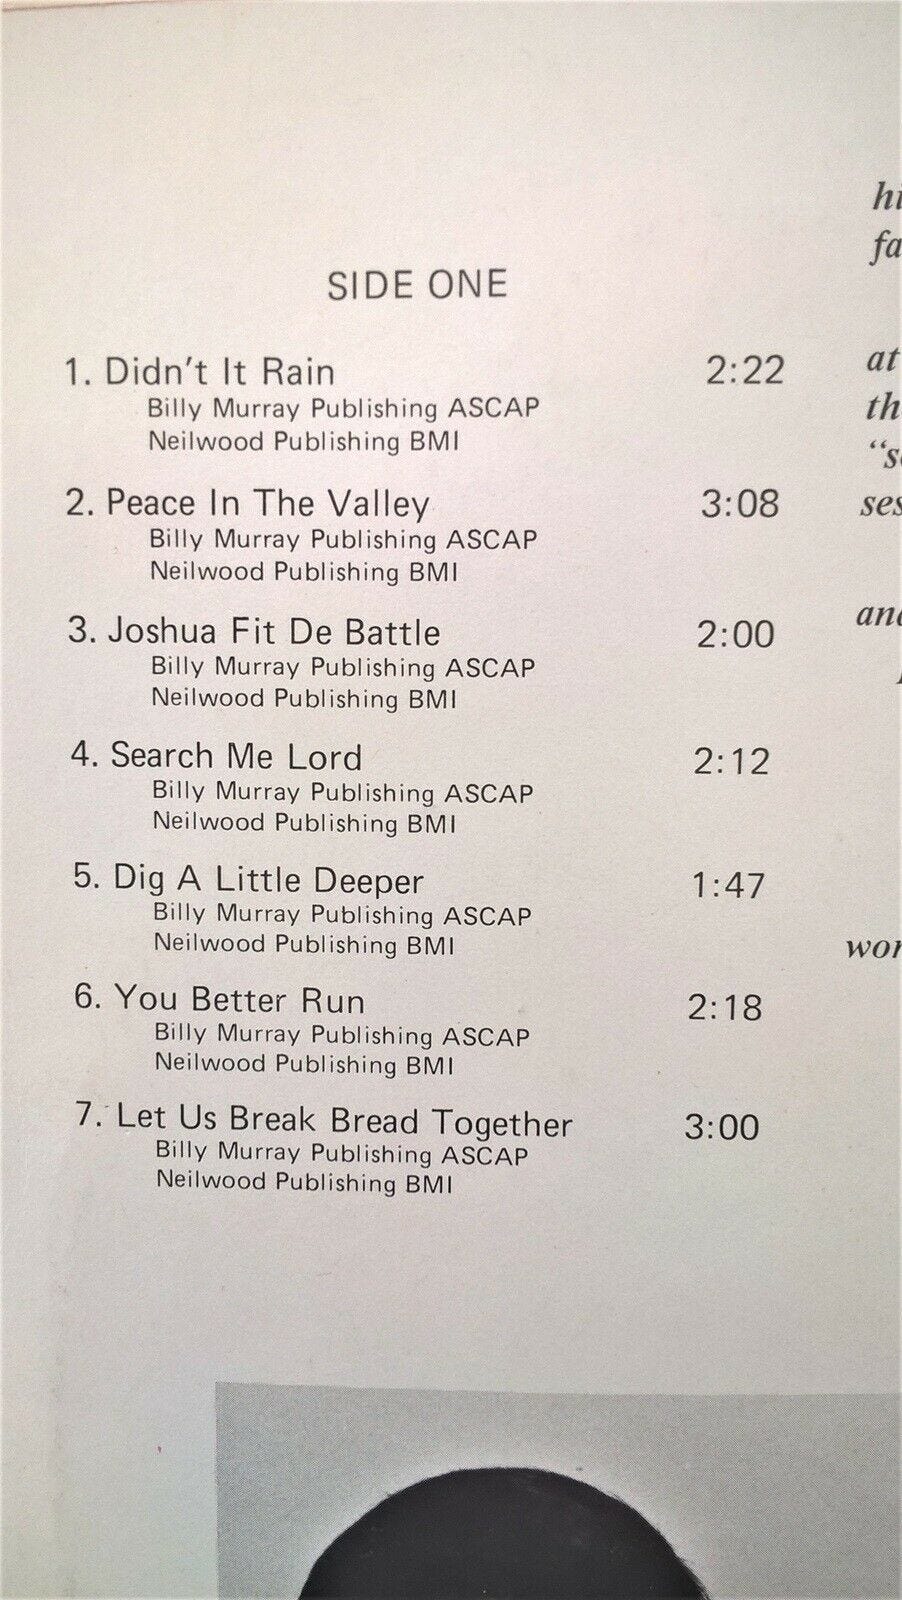 SIDE ONE
1. Didn't It Rain 2:22
Billy Murray Publishing ASCAP
Neilwood Publishing BMI
2. Peace In The Valley 3:08
Billy Murray Publishing ASCAP
Neilwood Publishing BMI
3. Joshua Fit De Battle 2:00
Billy Murray Publishing ASCAP
Neilwood Publishing BMI
4. Search Me Lord 2:12
Billy Murray Publishing ASCAP
Neilwood Publishing BMI
5. Dig A Little Deeper 1:47
Billy Murray Publishing ASCAP
Neilwood Publishing BMI
6. You Better Run 2:18
Billy Murray Publishing ASCAP
Neilwood Publishing BMI
7. Let Us Break Bread Together 3:00
Billy Murray Publishing ASCAP
Neilwood Publishing BMI
at